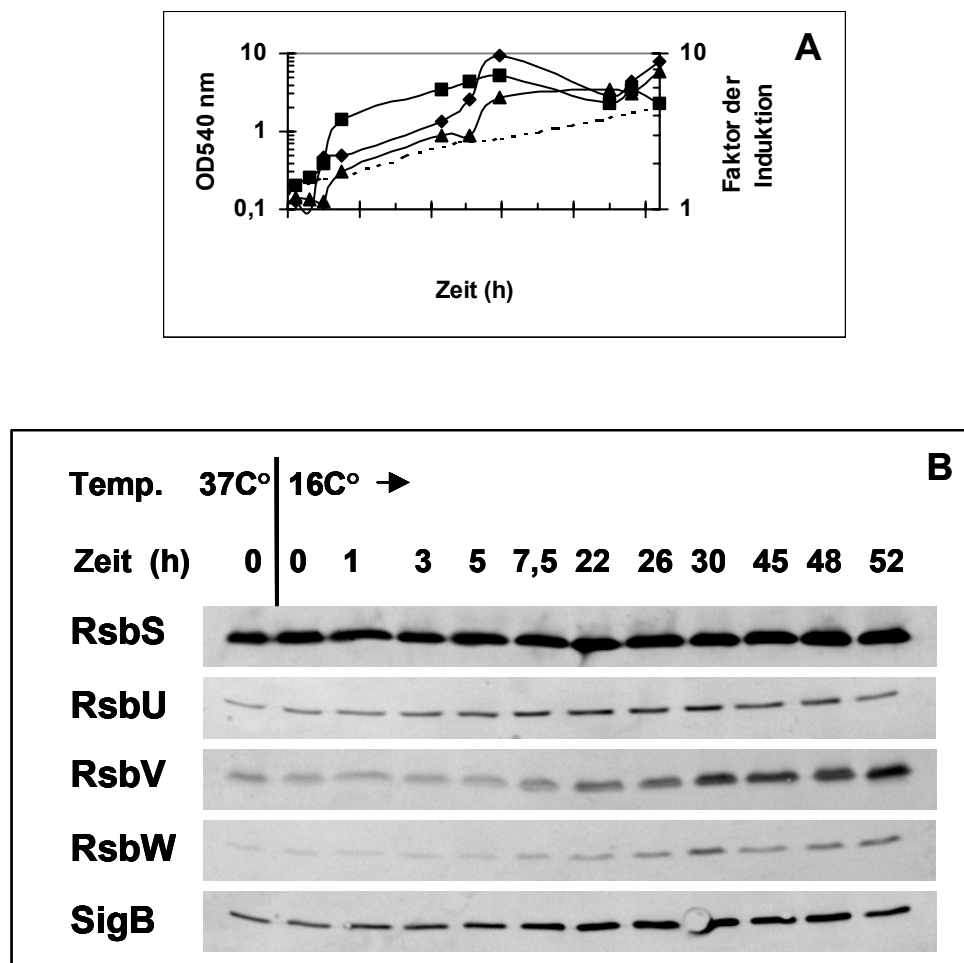 A
10
1
0,1
OD540 nm
10
1
Faktor der
Induktion
Zeit (h)
B
Temp. 37C° 16C° →
Zeit (h) 0 0 1 3 5 7,5 22 26 30 45 48 52
RsbS
RsbU
RsbV
RsbW
SigB